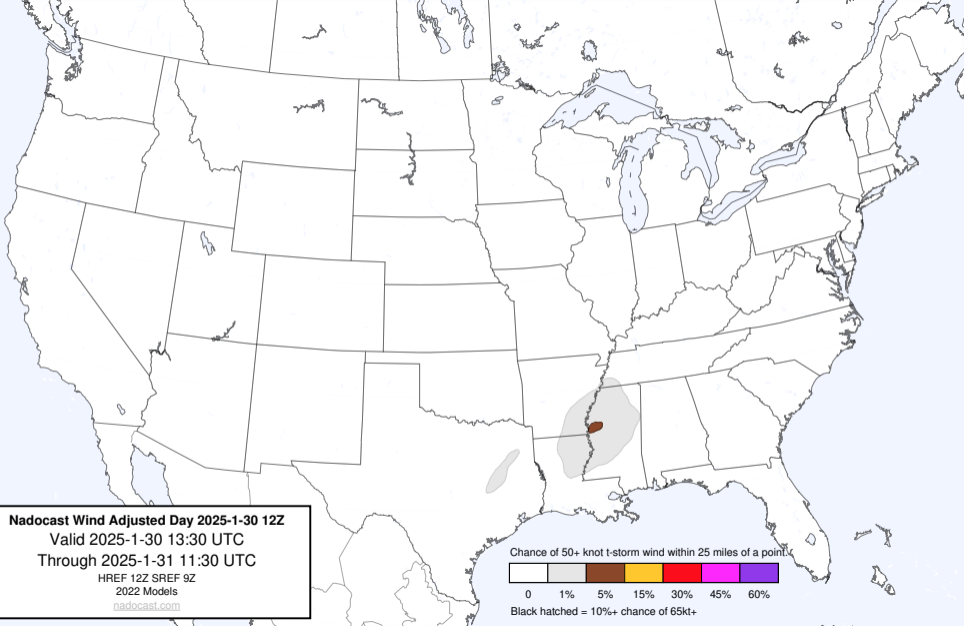 Nadocast Wind Adjusted Day 2025-1-30 12Z
Valid 2025-1-30 13:30 UTC
Through 2025-1-31 11:30 UTC
HREF 12Z SREF 9Z
2022 Models
nadocast.com
Chance of 50+ knot t-storm wind within 25 miles of a point.
0 1% 5% 15% 30% 45% 60%
Black hatched = 10%+ chance of 65kt+